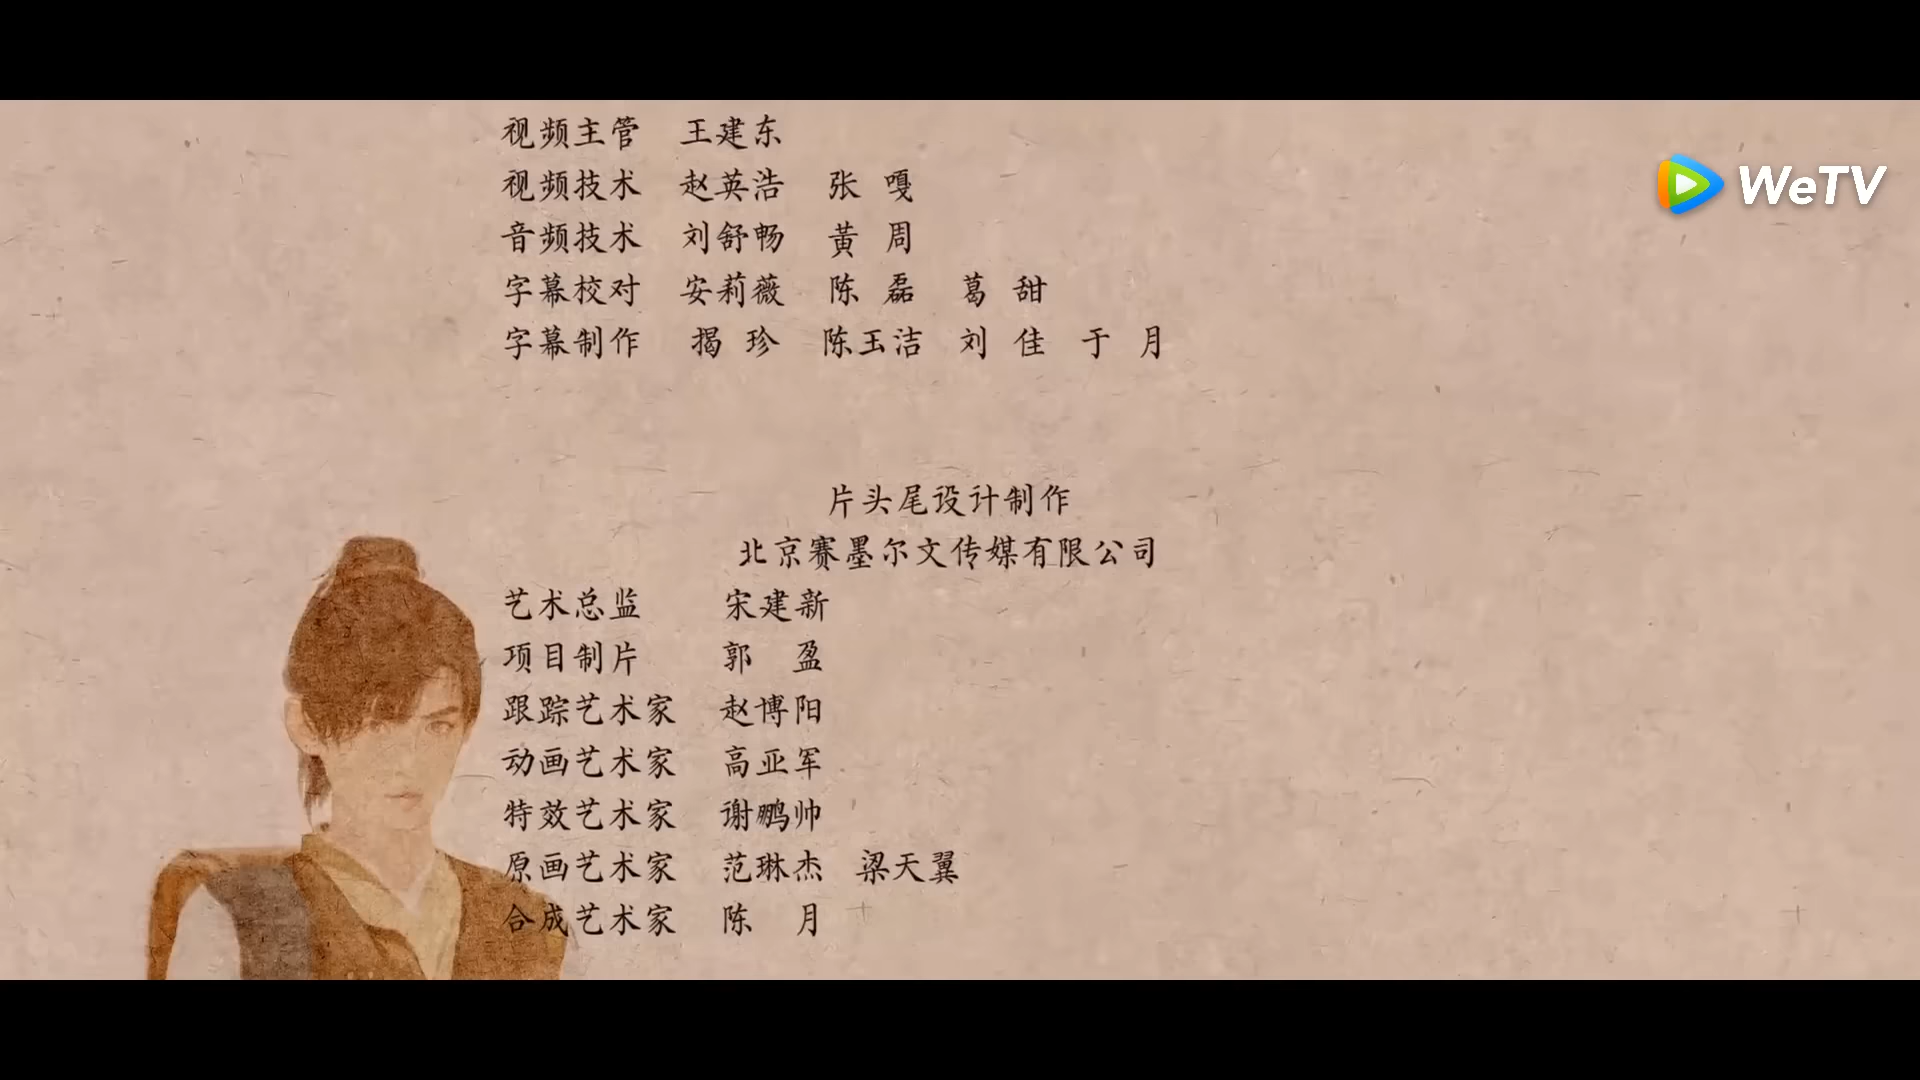 WeTV
视频主管 王建东
视频技术 赵英浩 张嘎
音频技术 刘舒畅 黄周
字幕校对 安莉薇 陈磊 葛甜
字幕制作 揭珍 陈玉洁 刘佳 于月
片头尾设计制作
北京赛墨尔文传媒有限公司
艺术总监 宋建新
项目制片 郭盈
跟踪艺术家 赵博阳
动画艺术家 高亚军
特效艺术家 谢鹏帅
原画艺术家 范琳杰 梁天翼
合成艺术家 陈月